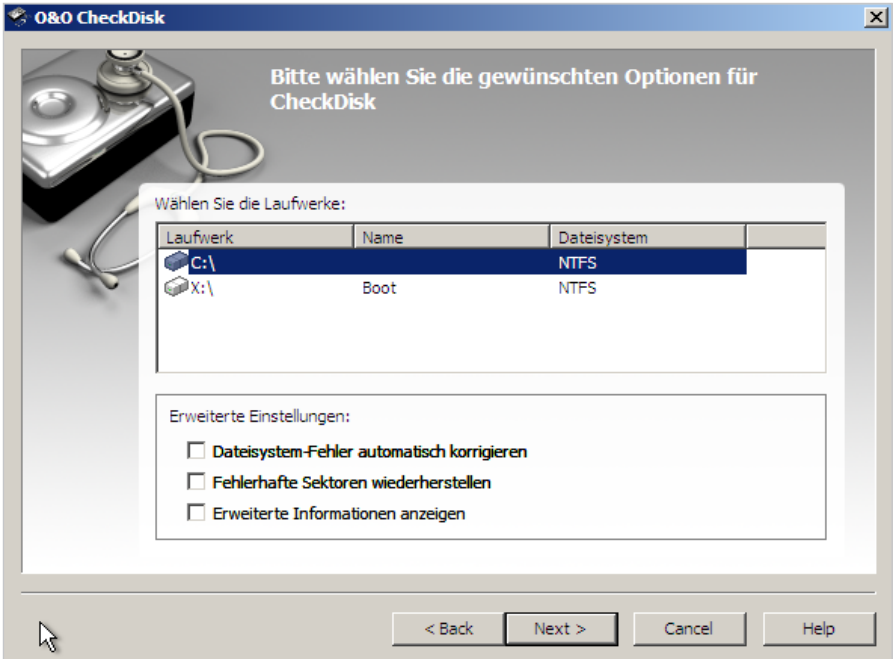 O&O CheckDisk
Bitte wählen Sie die gewünschten Optionen für
CheckDisk
Wählen Sie die Laufwerke:
Laufwerk Name Dateisystem
C:\ NTFS
X:\ Boot NTFS
Erweiterte Einstellungen:
Dateisystem-Fehler automatisch korrigieren
Fehlerhafte Sektoren wiederherstellen
Erweiterte Informationen anzeigen
< Back Next > Cancel Help